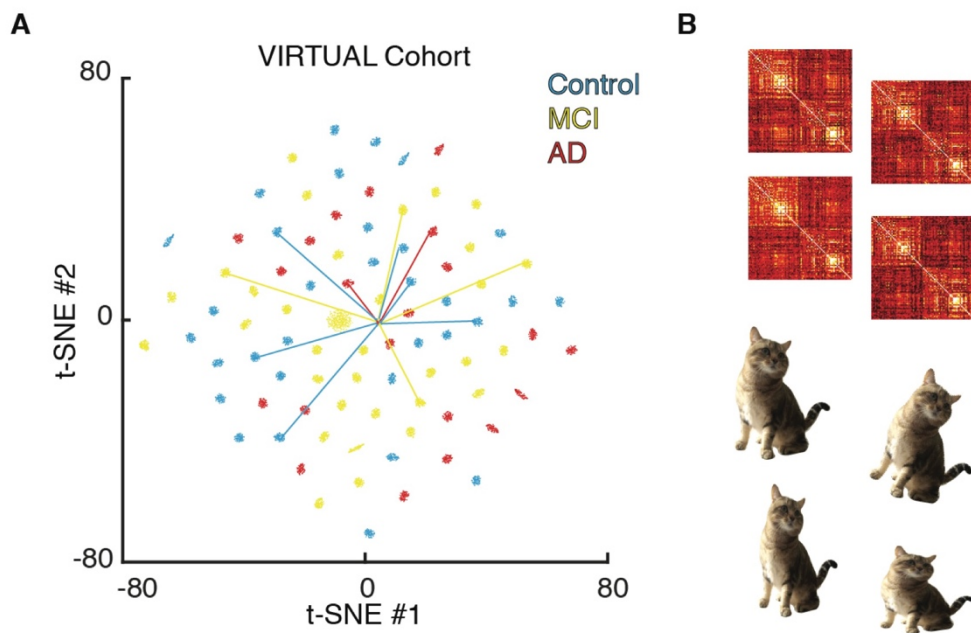 A
VIRTUAL Cohort
80
Control
MCI
AD
t-SNE #2
0
-80
-80
0
80
t-SNE #1
B